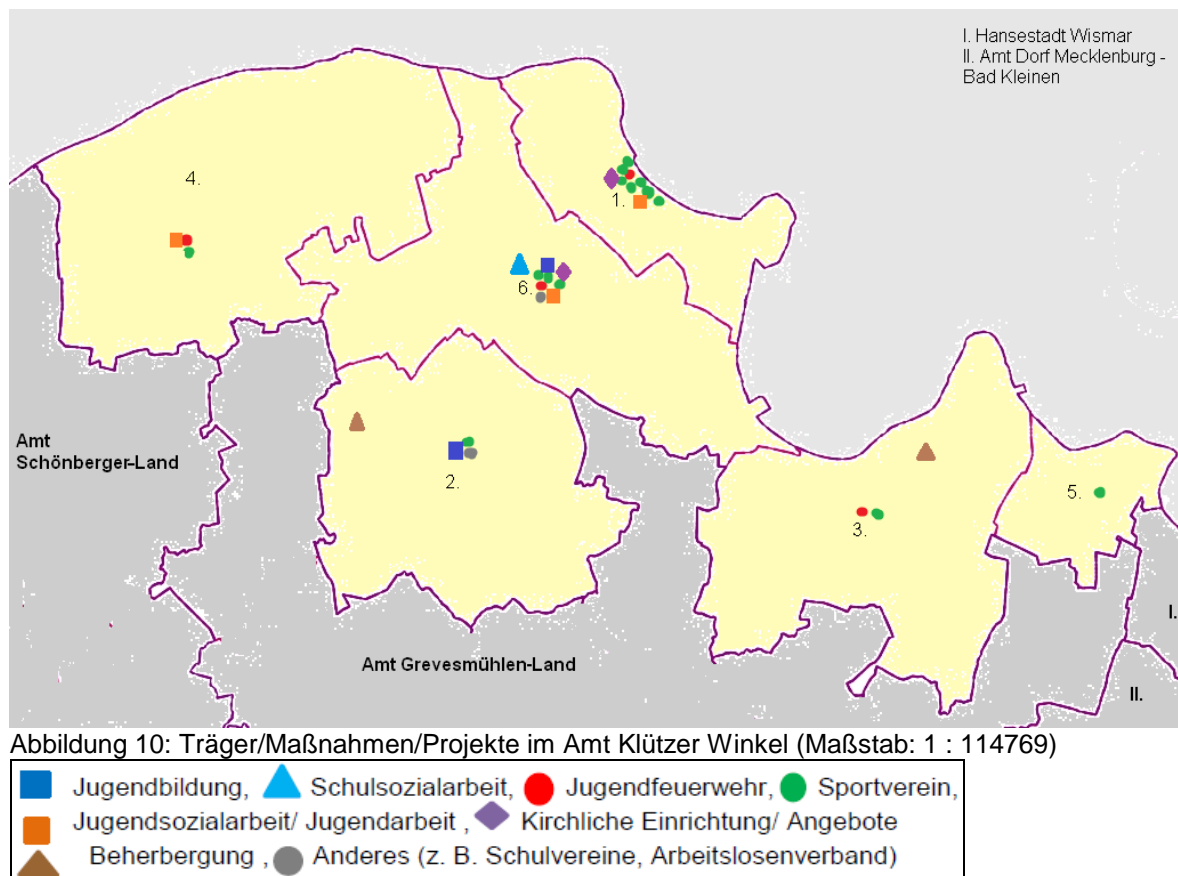 I. Hansestadt Wismar
II. Amt Dorf Mecklenburg -
Bad Kleinen
4.
1.
6.
Amt
Schönberger-Land
2.
5.
3.
I.
Amt Grevesmühlen-Land
II.
Abbildung 10: Träger/Maßnahmen/Projekte im Amt Klützer Winkel (Maßstab: 1 : 114769)
Jugendbildung, Schulsozialarbeit, Jugendfeuerwehr, Sportverein,
Jugendsozialarbeit/ Jugendarbeit , Kirchliche Einrichtung/ Angebote
Beherbergung , Anderes (z. B. Schulvereine, Arbeitslosenverband)